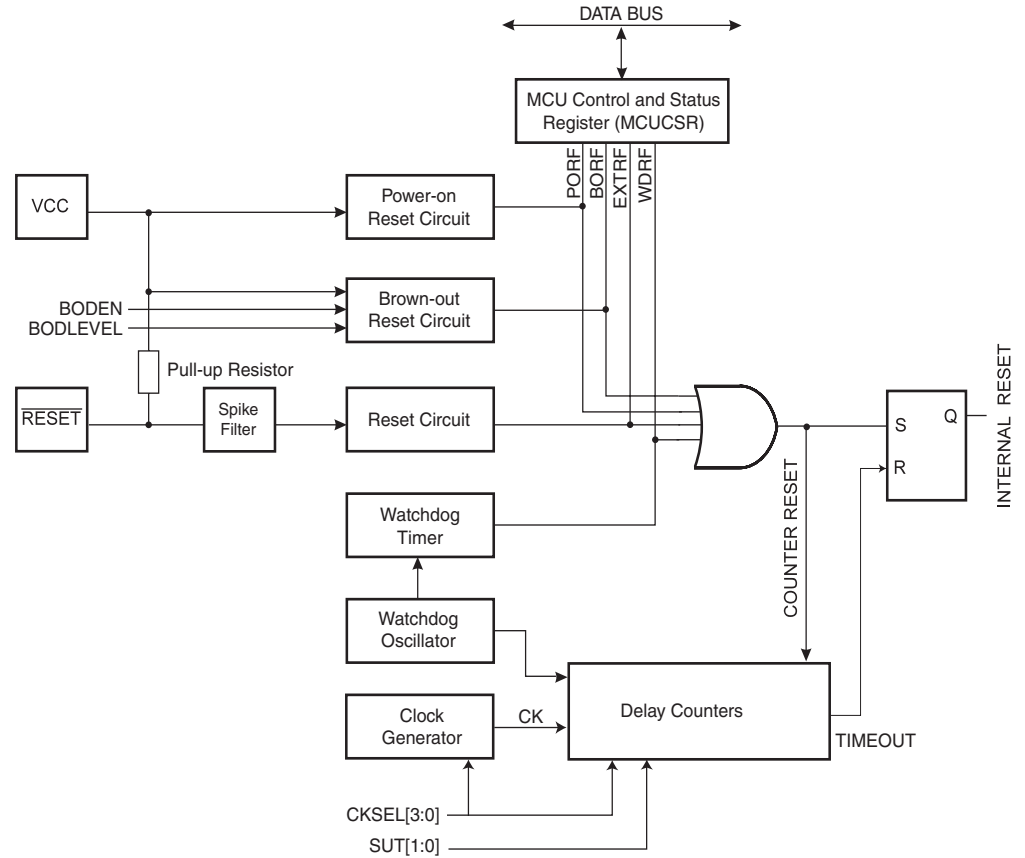 DATA BUS
MCU Control and Status
Register (MCUCSR)
PORF
BORF
EXTRF
WDRF
VCC
Power-on
Reset Circuit
BODEN
BODLEVEL
Brown-out
Reset Circuit
Pull-up Resistor
RESET
Spike
Filter
Reset Circuit
S
Q
R
INTERNAL RESET
COUNTER RESET
Watchdog
Timer
Watchdog
Oscillator
Clock
Generator
CK
Delay Counters
TIMEOUT
CKSEL[3:0]
SUT[1:0]